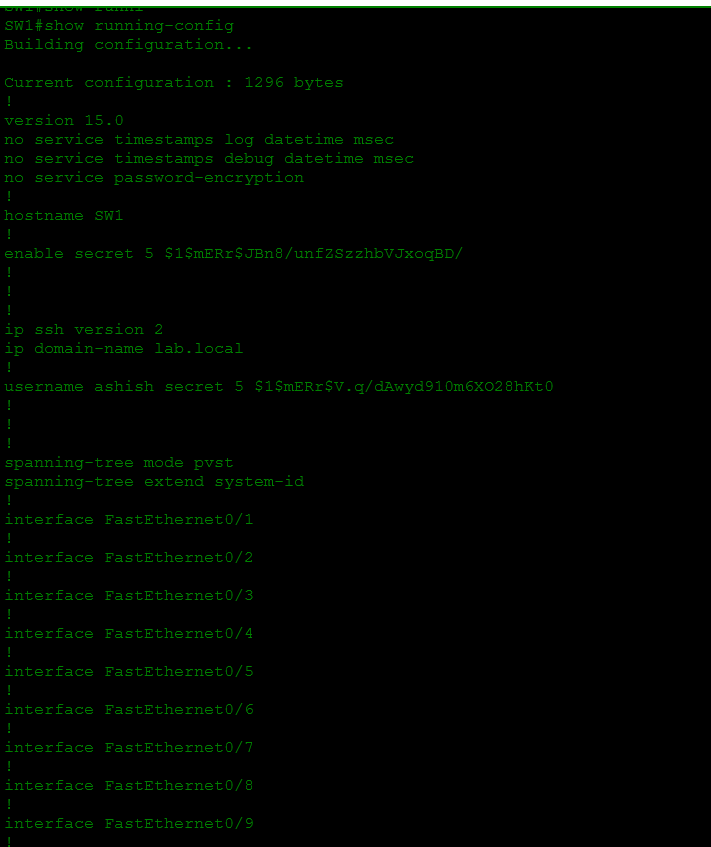 SW1#show runni
SW1#show running-config
Building configuration...
Current configuration : 1296 bytes
!
version 15.0
no service timestamps log datetime msec
no service timestamps debug datetime msec
no service password-encryption
!
hostname SW1
!
enable secret 5 $1$mERr$JBn8/unfZSzzhbVJxoqBD/
!
!
!
ip ssh version 2
ip domain-name lab.local
!
username ashish secret 5 $1$mERr$V.q/dAwyd910m6XO28hKt0
!
!
!
spanning-tree mode pvst
spanning-tree extend system-id
!
interface FastEthernet0/1
!
interface FastEthernet0/2
!
interface FastEthernet0/3
!
interface FastEthernet0/4
!
interface FastEthernet0/5
!
interface FastEthernet0/6
!
interface FastEthernet0/7
!
interface FastEthernet0/8
!
interface FastEthernet0/9
!